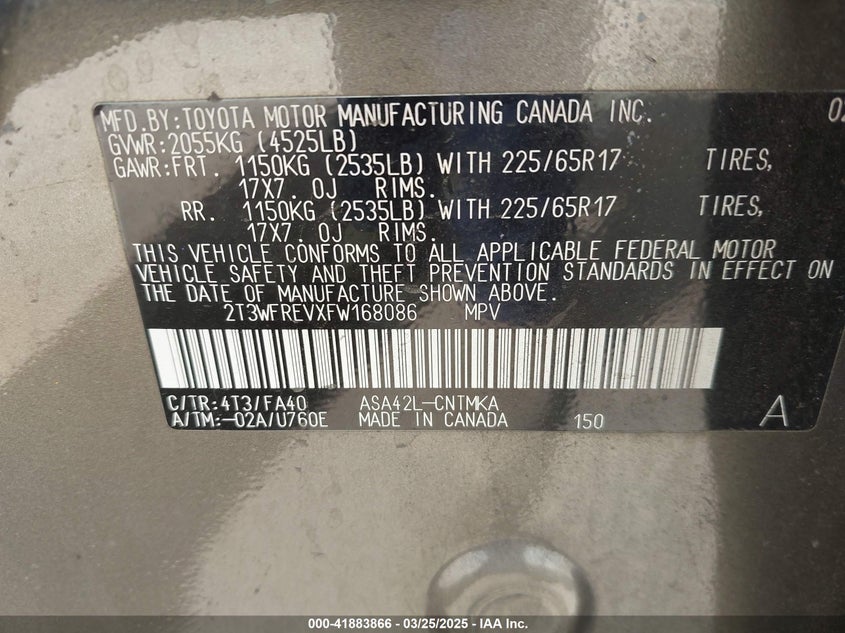 MFD.BY:TOYOTA MOTOR MANUFACTURING CANADA INC. 02
GVWR:2055KG (4525LB)
GAWR:FRT. 1150KG (2535LB) WITH 225/65R17 TIRES,
17X7.0J RIMS.
RR. 1150KG (2535LB) WITH 225/65R17 TIRES,
17X7.0J RIMS.
THIS VEHICLE CONFORMS TO ALL APPLICABLE FEDERAL MOTOR
VEHICLE SAFETY AND THEFT PREVENTION STANDARDS IN EFFECT ON
THE DATE OF MANUFACTURE SHOWN ABOVE.
2T3WFREVXFW168086 MPV
C/TR:4T3/FA40 ASA42L-CNTMKA
A/TM:-02A/U760E MADE IN CANADA 150 A
000-41883866 - 03/25/2025 - IAA Inc.